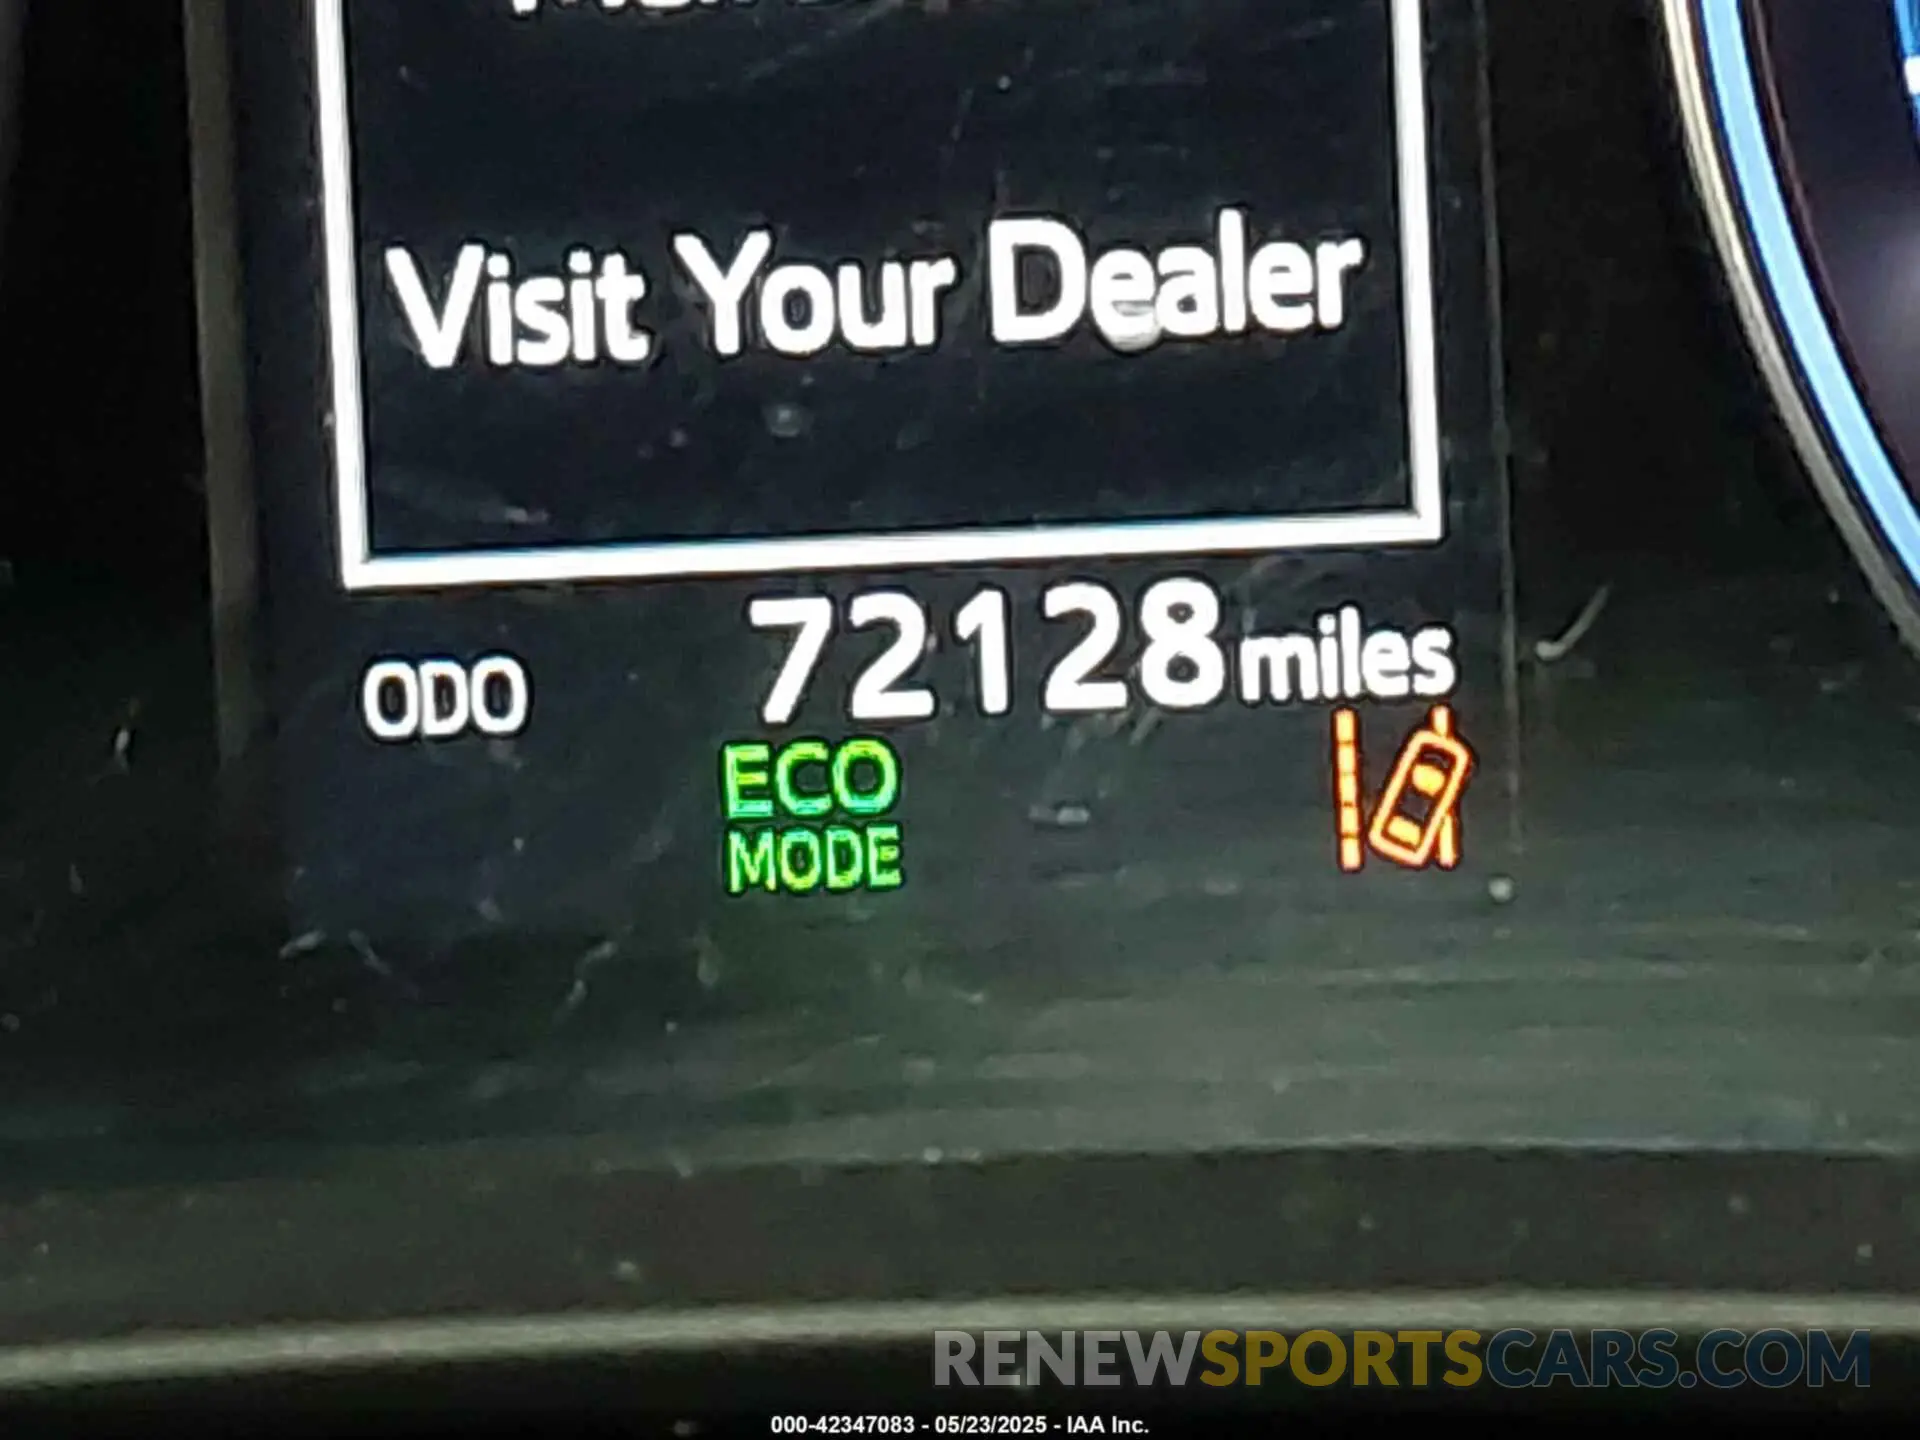 Visit Your Dealer
ODO 72128 miles
ECO
MODE
RENEWSPORTSCARS.COM
000-42347083 - 05/23/2025 - IAA Inc.